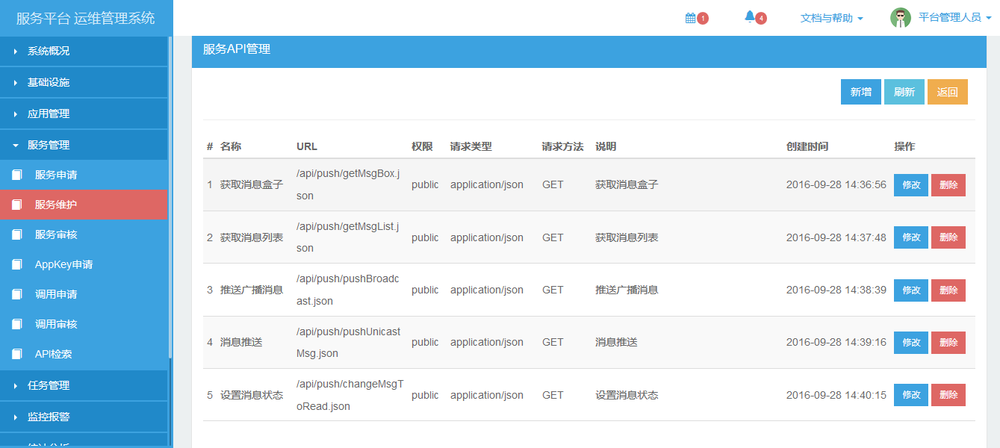 服务平台 运维管理系统
1
4
文档与帮助
平台管理人员
系统概况
基础设施
应用管理
服务管理
服务申请
服务维护
服务审核
AppKey申请
调用申请
调用审核
API检索
任务管理
监控报警
统计分析
服务API管理
新增 刷新 返回
# 名称 URL 权限 请求类型 请求方法 说明 创建时间 操作
1 获取消息盒子 /api/push/getMsgBox.j public application/json GET 获取消息盒子 2016-09-28 14:36:56 修改 删除
son
2 获取消息列表 /api/push/getMsgList.j public application/json GET 获取消息列表 2016-09-28 14:37:48 修改 删除
son
3 推送广播消息 /api/push/pushBroadc public application/json GET 推送广播消息 2016-09-28 14:38:39 修改 删除
ast.json
4 消息推送 /api/push/pushUnicast public application/json GET 消息推送 2016-09-28 14:39:16 修改 删除
Msg.json
5 设置消息状态 /api/push/changeMsgT public application/json GET 设置消息状态 2016-09-28 14:40:15 修改 删除
oRead.json